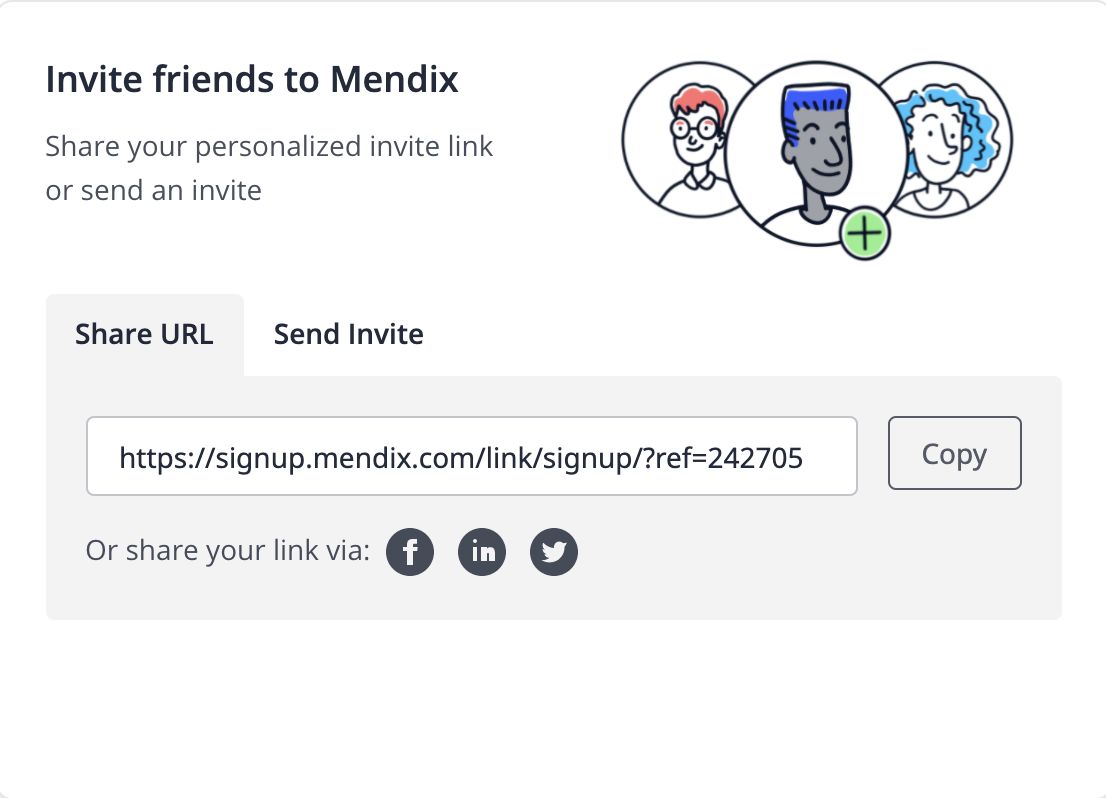 Invite friends to Mendix
Share your personalized invite link
or send an invite
Share URL
Send Invite
https://signup.mendix.com/link/signup/?ref=242705
Copy
Or share your link via: